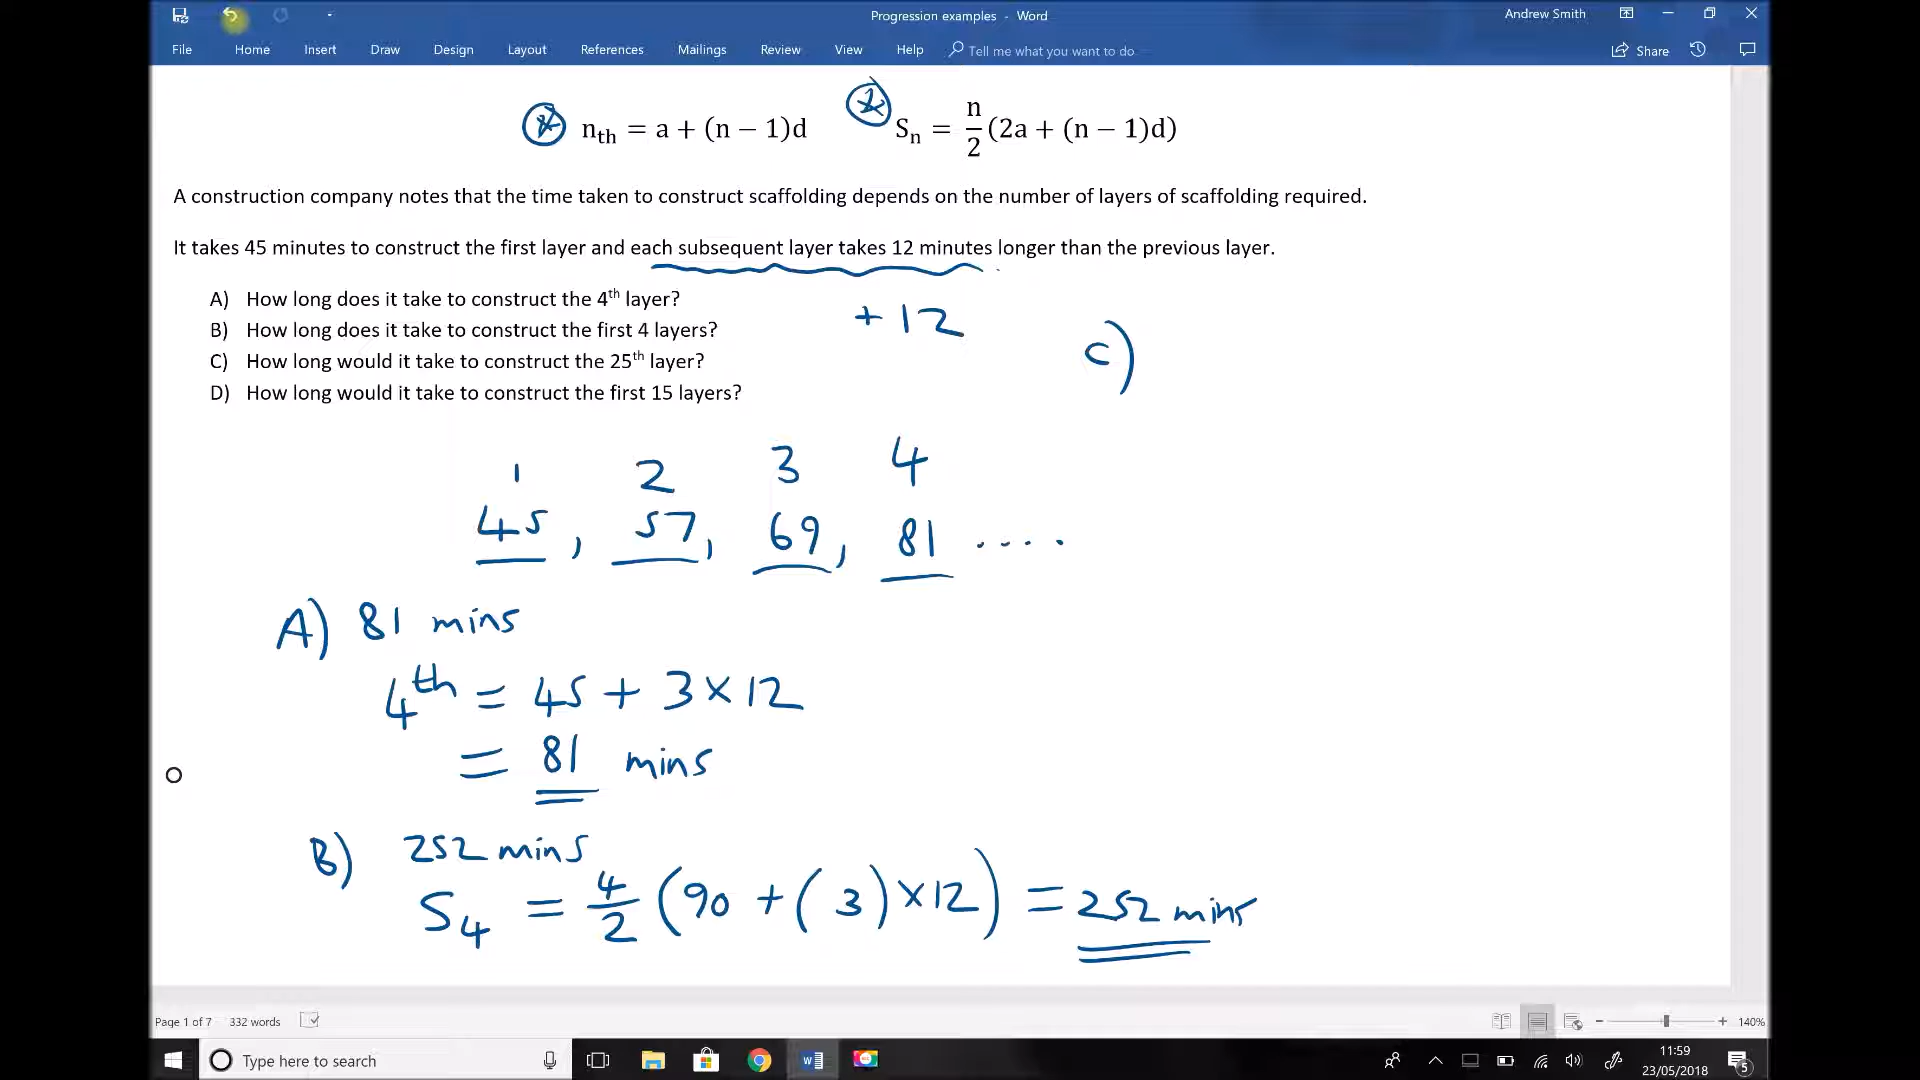 Progression examples - Word
Andrew Smith
File Home Insert Draw Design Layout References Mailings Review View Help Tell me what you want to do
Share
nth = a + (n − 1)d
Sn = n/2(2a + (n − 1)d)
A construction company notes that the time taken to construct scaffolding depends on the number of layers of scaffolding required.
It takes 45 minutes to construct the first layer and each subsequent layer takes 12 minutes longer than the previous layer.
A) How long does it take to construct the 4th layer?
B) How long does it take to construct the first 4 layers?
C) How long would it take to construct the 25th layer?
D) How long would it take to construct the first 15 layers?
+12
C)
1 2 3 4
45, 57, 69, 81 ....
A) 81 mins
4th = 45 + 3×12
= 81 mins
B) 252 mins
S4 = 4/2 (90 + (3)×12) = 252 mins
Page 1 of 7 332 words
140%
Type here to search
11:59
23/05/2018
5